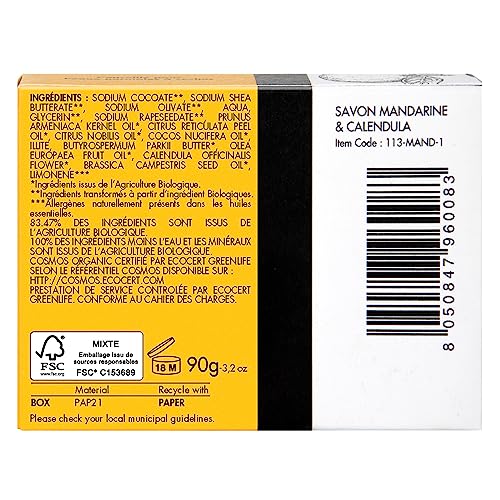 INGRÉDIENTS : SODIUM COCOATE**, SODIUM SHEA
BUTTERATE**, SODIUM OLIVATE**, AQUA,
GLYCERIN**, SODIUM RAPESEEDATE**, PRUNUS
ARMENIACA KERNEL OIL*, CITRUS RETICULATA PEEL
OIL*, CITRUS NOBILIS OIL*, COCOS NUCIFERA OIL*,
ILLITE, BUTYROSPERMUM PARKII BUTTER*, OLEA
EUROPAEA FRUIT OIL*, CALENDULA OFFICINALIS
FLOWER* BRASSICA CAMPESTRIS SEED OIL*,
LIMONENE***
*Ingrédients issus de l'Agriculture Biologique.
**Ingrédients transformés à partir d'ingrédient Biologiques.
***Allergènes naturellement présents dans les huiles
essentielles.
83.47% DES INGRÉDIENTS SONT ISSUS DE
L'AGRICULTURE BIOLOGIQUE.
100% DES INGRÉDIENTS MOINS L'EAU ET LES MINÉRAUX
SONT ISSUS DE L'AGRICULTURE BIOLOGIQUE.
COSMOS ORGANIC CERTIFIÉ PAR ECOCERT GREENLIFE
SELON LE RÉFÉRENTIEL COSMOS DISPONIBLE SUR :
HTTP://COSMOS.ECOCERT.COM
PRESTATION DE SERVICE CONTROLÉE PAR ECOCERT
GREENLIFE. CONFORME AU CAHIER DES CHARGES.
FSC
www.fsc.org
MIXTE
Emballage issu de
sources responsables
FSC® C153689
18 M
90g-3,2 oz
Material
Recycle with
BOX
PAP21
PAPER
Please check your local municipal guidelines.
SAVON MANDARINE
& CALENDULA
Item Code : 113-MAND-1
8 050847 960083